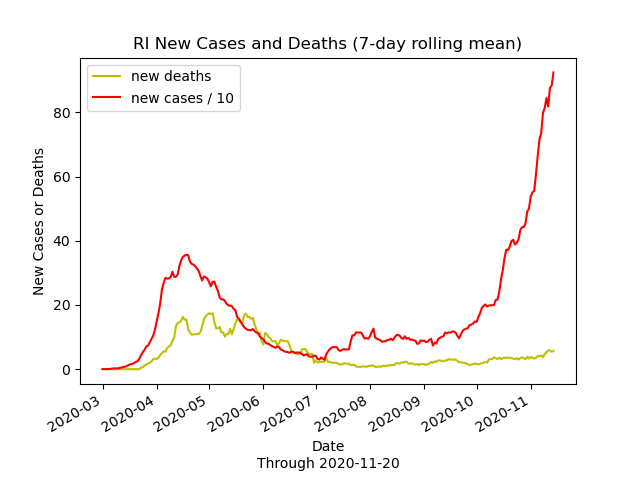 RI New Cases and Deaths (7-day rolling mean)
new deaths
new cases / 10
New Cases or Deaths
80
60
40
20
0
2020-03
2020-04
2020-05
2020-06
2020-07
2020-08
2020-09
2020-10
2020-11
Date
Through 2020-11-20